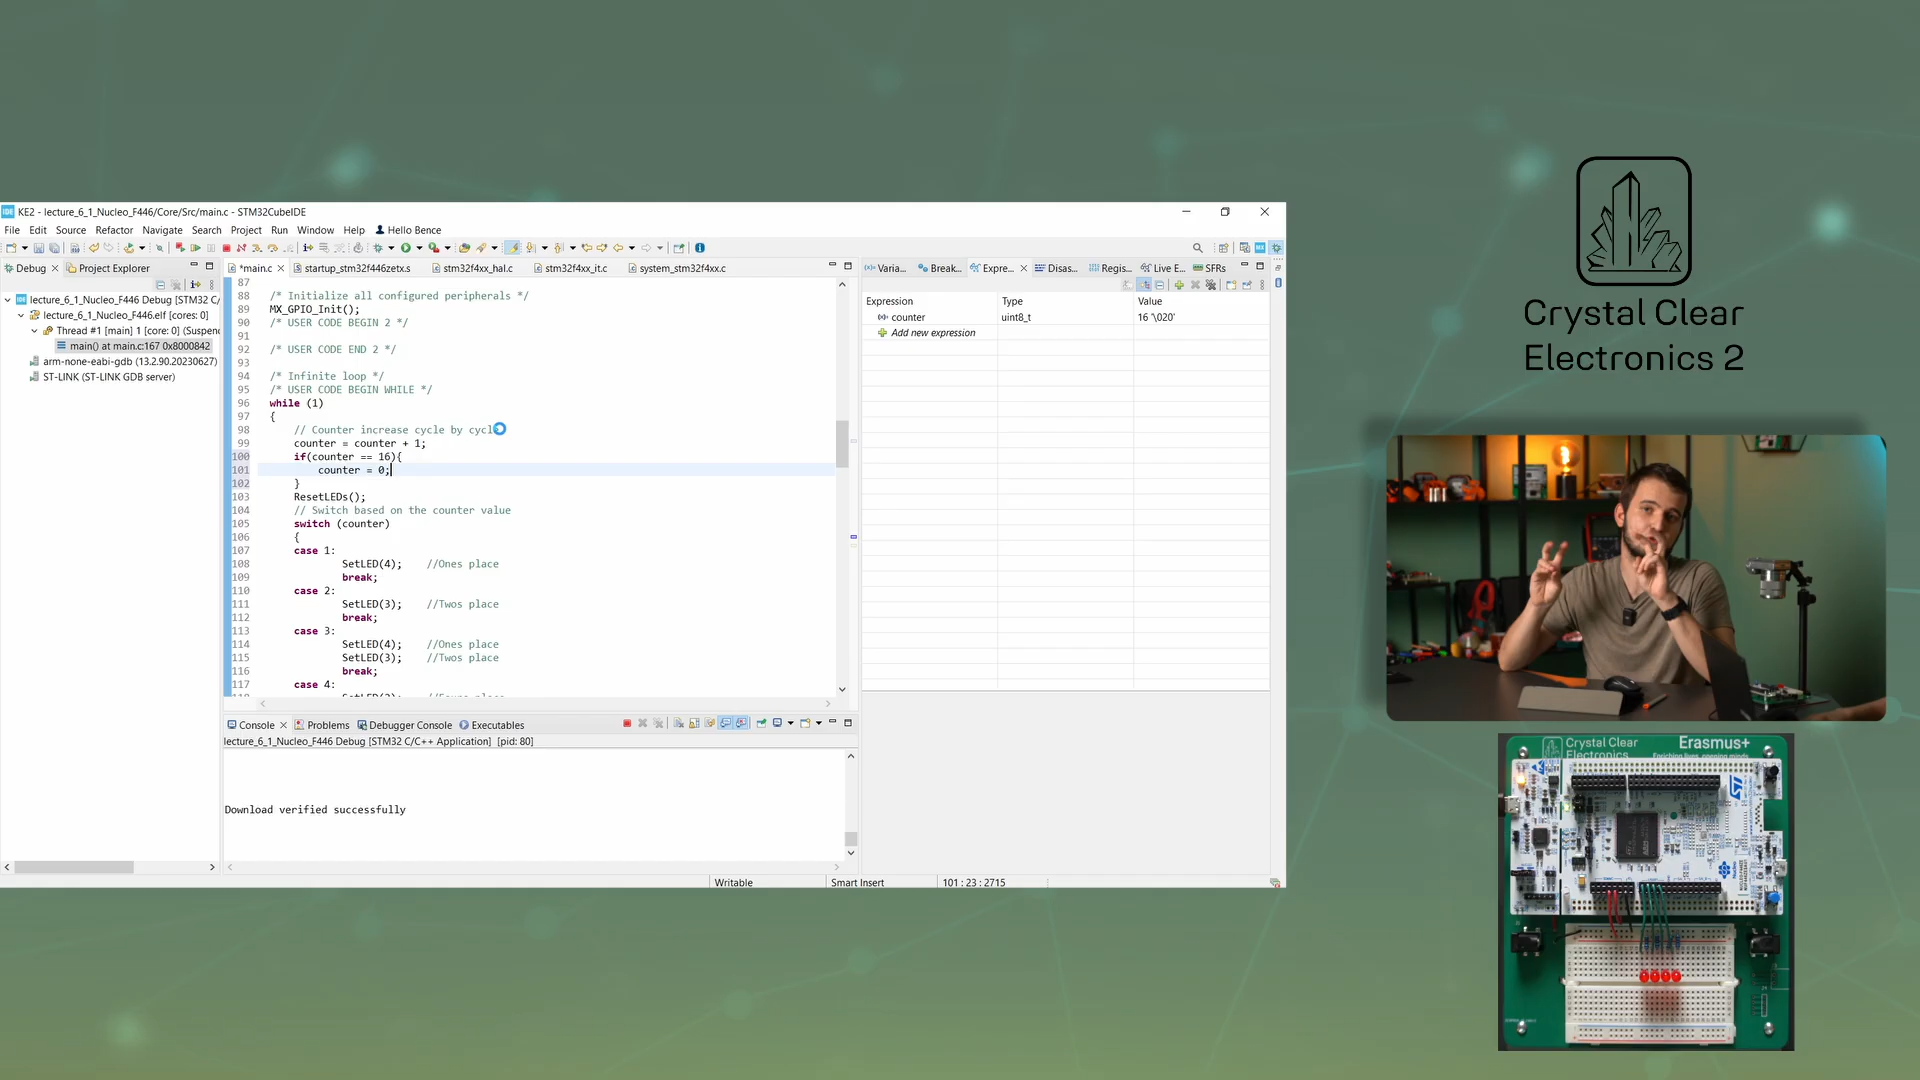 KE2 - lecture_6_1_Nucleo_F446/Core/Src/main.c - STM32CubeIDE
File Edit Source Refactor Navigate Search Project Run Window Help Hello Bence
Debug Project Explorer
lecture_6_1_Nucleo_F446 Debug [STM32 C/
lecture_6_1_Nucleo_F446.elf [cores: 0]
Thread #1 [main] 1 [core: 0] (Suspen
main() at main.c:167 0x8000842
arm-none-eabi-gdb (13.2.90.20230627)
ST-LINK (ST-LINK GDB server)
*main.c startup_stm32f446zetx.s stm32f4xx_hal.c stm32f4xx_it.c system_stm32f4xx.c
87
88 /* Initialize all configured peripherals */
89 MX_GPIO_Init();
90 /* USER CODE BEGIN 2 */
91
92 /* USER CODE END 2 */
93
94 /* Infinite loop */
95 /* USER CODE BEGIN WHILE */
96 while (1)
97 {
98 // Counter increase cycle by cycl
99 counter = counter + 1;
100 if(counter == 16){
101 counter = 0;
102 }
103 ResetLEDs();
104 // Switch based on the counter value
105 switch (counter)
106 {
107 case 1:
108 SetLED(4); //Ones place
109 break;
110 case 2:
111 SetLED(3); //Twos place
112 break;
113 case 3:
114 SetLED(4); //Ones place
115 SetLED(3); //Twos place
116 break;
117 case 4:
Varia... Break... Expre... Disas... Regis... Live E... SFRs
Expression Type Value
counter uint8_t 16 '\020'
Add new expression
Console Problems Debugger Console Executables
lecture_6_1_Nucleo_F446 Debug [STM32 C/C++ Application] [pid: 80]
Download verified successfully
Writable Smart Insert 101 : 23 : 2715
Crystal Clear
Electronics 2
Crystal Clear
Electronics
Erasmus+